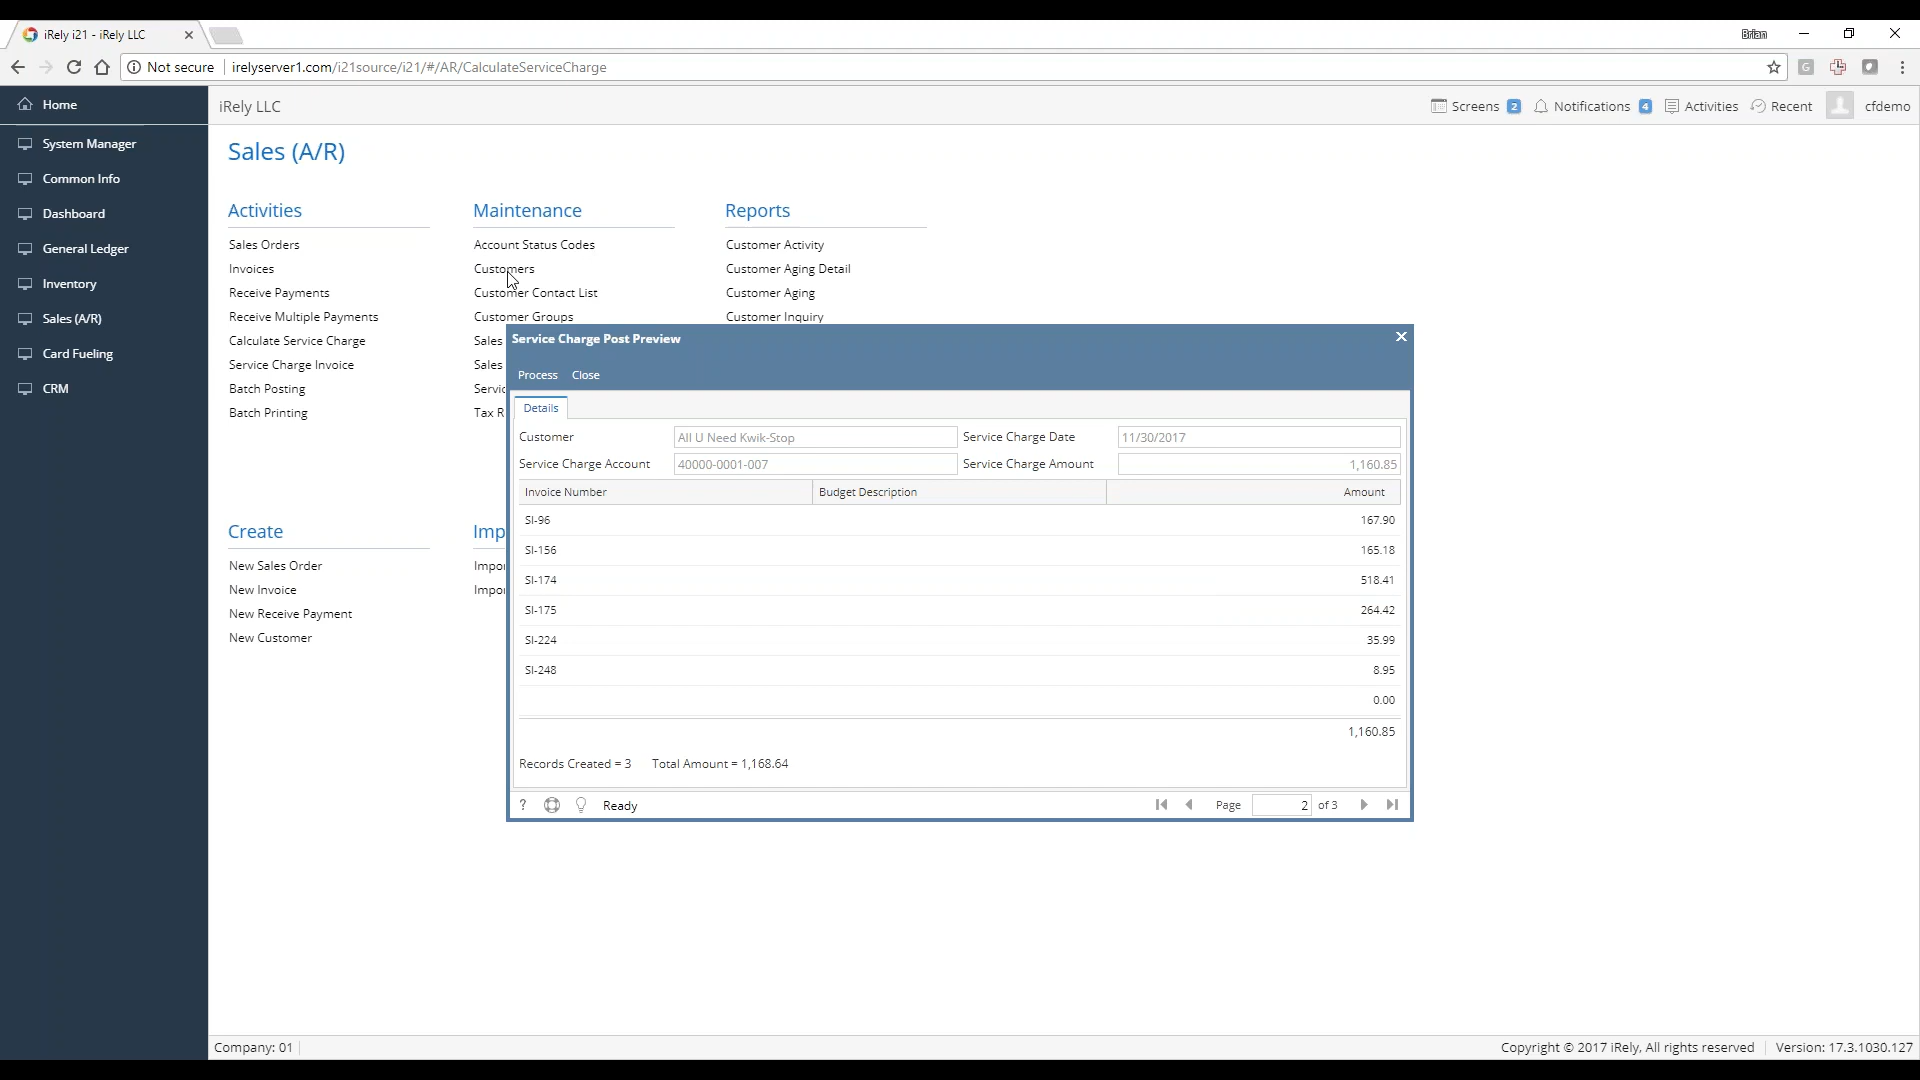 iRely i21 - iRely LLC
Brian
Not secure irelyserver1.com/i21source/i21/#/AR/CalculateServiceCharge
Home
iRely LLC
Screens 2 Notifications 4 Activities Recent cfdemo
System Manager
Common Info
Dashboard
General Ledger
Inventory
Sales (A/R)
Card Fueling
CRM
Sales (A/R)
Activities
Sales Orders
Invoices
Receive Payments
Receive Multiple Payments
Calculate Service Charge
Service Charge Invoice
Batch Posting
Batch Printing
Maintenance
Account Status Codes
Customers
Customer Contact List
Customer Groups
Sales
Sales
Servic
Tax R
Reports
Customer Activity
Customer Aging Detail
Customer Aging
Customer Inquiry
Create
New Sales Order
New Invoice
New Receive Payment
New Customer
Imp
Impor
Impor
Service Charge Post Preview
Process Close
Details
Customer All U Need Kwik-Stop Service Charge Date 11/30/2017
Service Charge Account 40000-0001-007 Service Charge Amount 1,160.85
Invoice Number Budget Description Amount
SI-96 167.90
SI-156 165.18
SI-174 518.41
SI-175 264.42
SI-224 35.99
SI-248 8.95
0.00
1,160.85
Records Created = 3 Total Amount = 1,168.64
? Ready Page 2 of 3
Company: 01
Copyright © 2017 iRely, All rights reserved Version: 17.3.1030.127